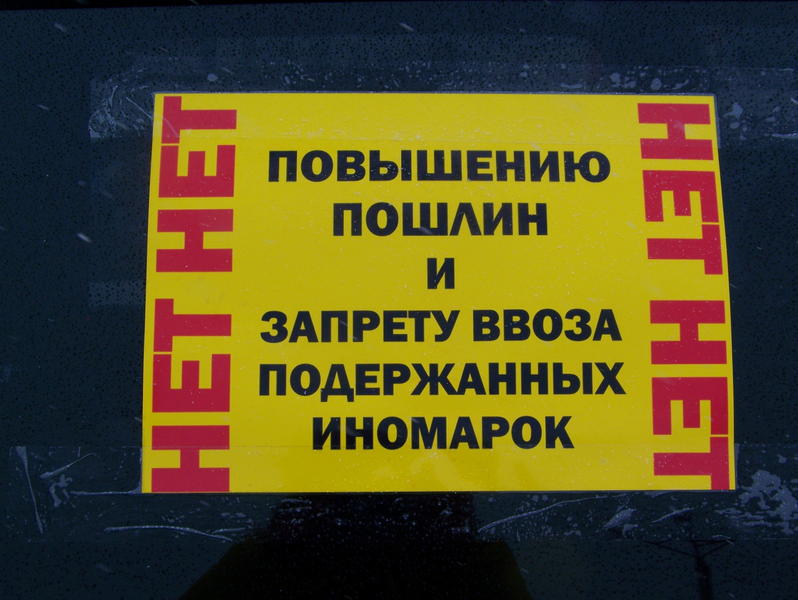 НЕТ НЕТ
ПОВЫШЕНИЮ
ПОШЛИН
И
ЗАПРЕТУ ВВОЗА
ПОДЕРЖАННЫХ
ИНОМАРОК
НЕТ НЕТ